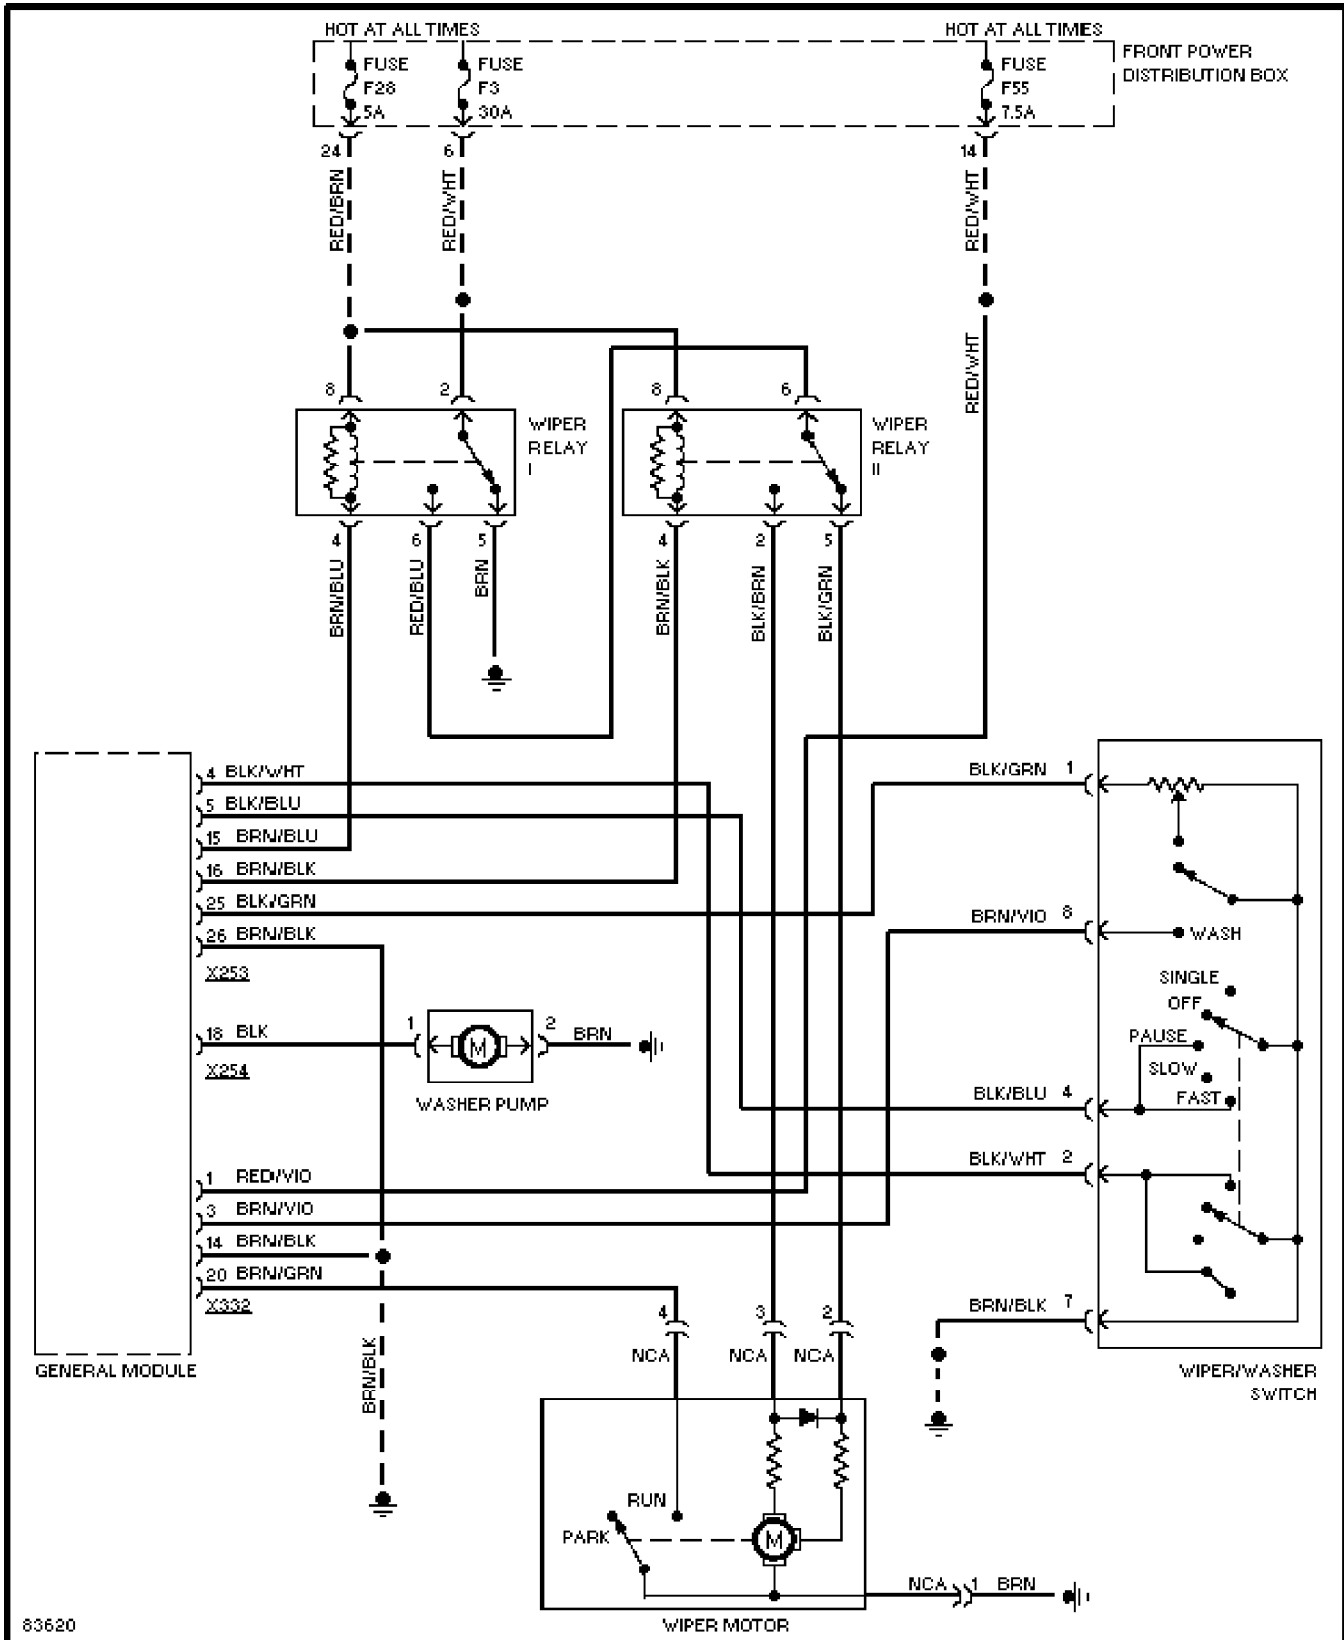 HOT AT ALL TIMES
HOT AT ALL TIMES
FUSE
F28
5A
FUSE
F3
30A
FUSE
F55
7.5A
FRONT POWER
DISTRIBUTION BOX
24
6
14
RED/BRN
RED/WHT
RED/WHT
RED/WHT
8
2
8
6
WIPER
RELAY
I
WIPER
RELAY
II
4
6
5
4
2
5
BRN/BLU
RED/BLU
BRN
BRN/BLK
BLK/BRN
BLK/GRN
4 BLK/WHT
5 BLK/BLU
15 BRN/BLU
16 BRN/BLK
25 BLK/GRN
26 BRN/BLK
X253
18 BLK
X254
1 RED/VIO
3 BRN/VIO
14 BRN/BLK
20 BRN/GRN
X332
GENERAL MODULE
BRN/BLK
1
M
2
BRN
WASHER PUMP
BLK/GRN 1
BRN/VIO 8
WASH
SINGLE
OFF
PAUSE
SLOW
FAST
BLK/BLU 4
BLK/WHT 2
BRN/BLK 7
WIPER/WASHER
SWITCH
4
3
2
NCA
NCA
NCA
RUN
PARK
M
NCA 1 BRN
WIPER MOTOR
83620